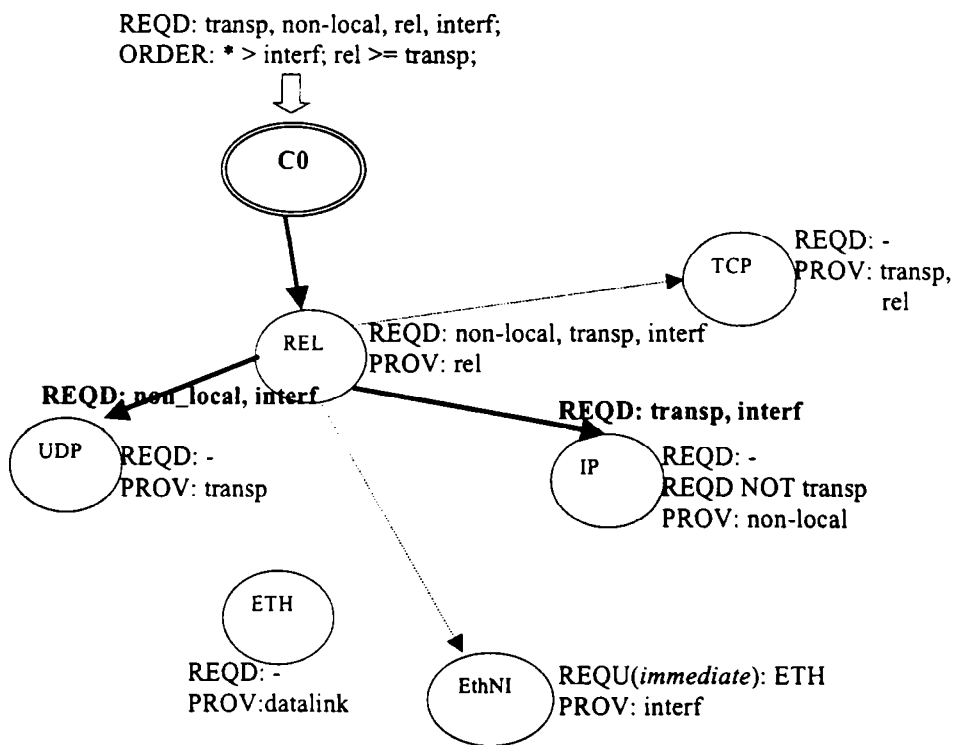 REQD: transp, non-local, rel, interf;
ORDER: * > interf; rel >= transp;
C0
TCP
REQD: -
PROV: transp,
rel
REL
REQD: non-local, transp, interf
PROV: rel
REQD: non_local, interf
REQD: transp, interf
UDP
REQD: -
PROV: transp
IP
REQD: -
REQD NOT transp
PROV: non-local
ETH
REQD: -
PROV:datalink
EthNI
REQU(immediate): ETH
PROV: interf